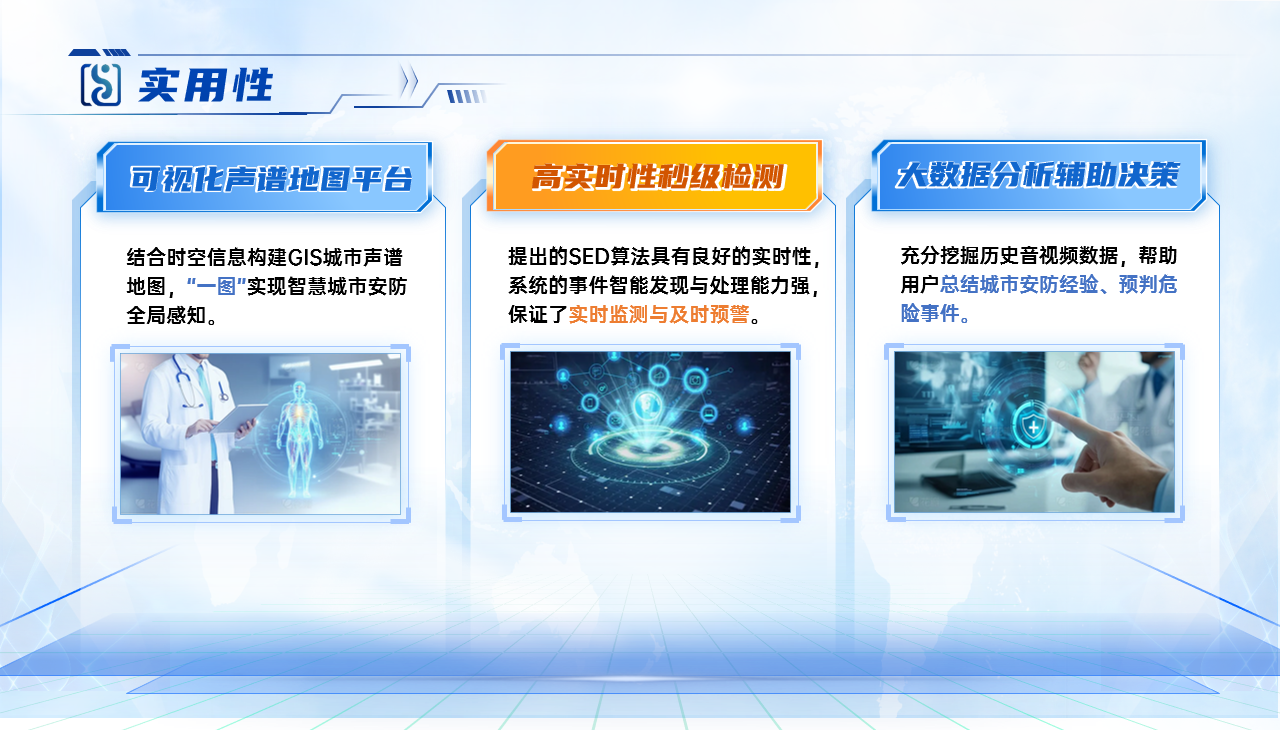 实用性
可视化声谱地图平台
结合时空信息构建GIS城市声谱
地图，“一图”实现智慧城市安防
全局感知。
高实时性秒级检测
提出的SED算法具有良好的实时性，
系统的事件智能发现与处理能力强，
保证了实时监测与及时预警。
大数据分析辅助决策
充分挖掘历史音视频数据，帮助
用户总结城市安防经验、预判危
险事件。